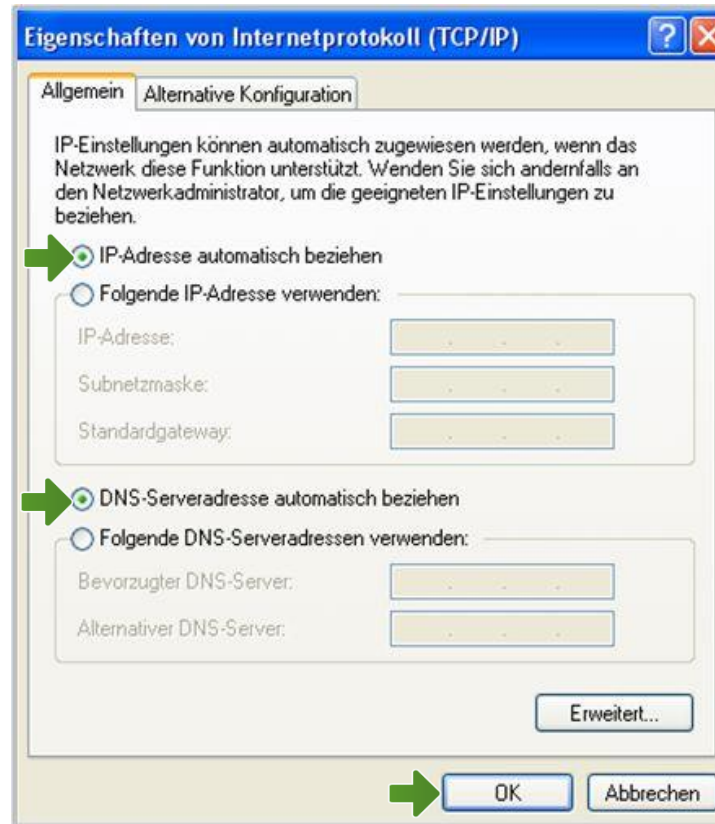 Eigenschaften von Internetprotokoll (TCP/IP)
Allgemein
Alternative Konfiguration
IP-Einstellungen können automatisch zugewiesen werden, wenn das
Netzwerk diese Funktion unterstützt. Wenden Sie sich andernfalls an
den Netzwerkadministrator, um die geeigneten IP-Einstellungen zu
beziehen.
IP-Adresse automatisch beziehen
Folgende IP-Adresse verwenden:
IP-Adresse:
Subnetzmaske:
Standardgateway:
DNS-Serveradresse automatisch beziehen
Folgende DNS-Serveradressen verwenden:
Bevorzugter DNS-Server:
Alternativer DNS-Server:
Erweitert...
OK
Abbrechen